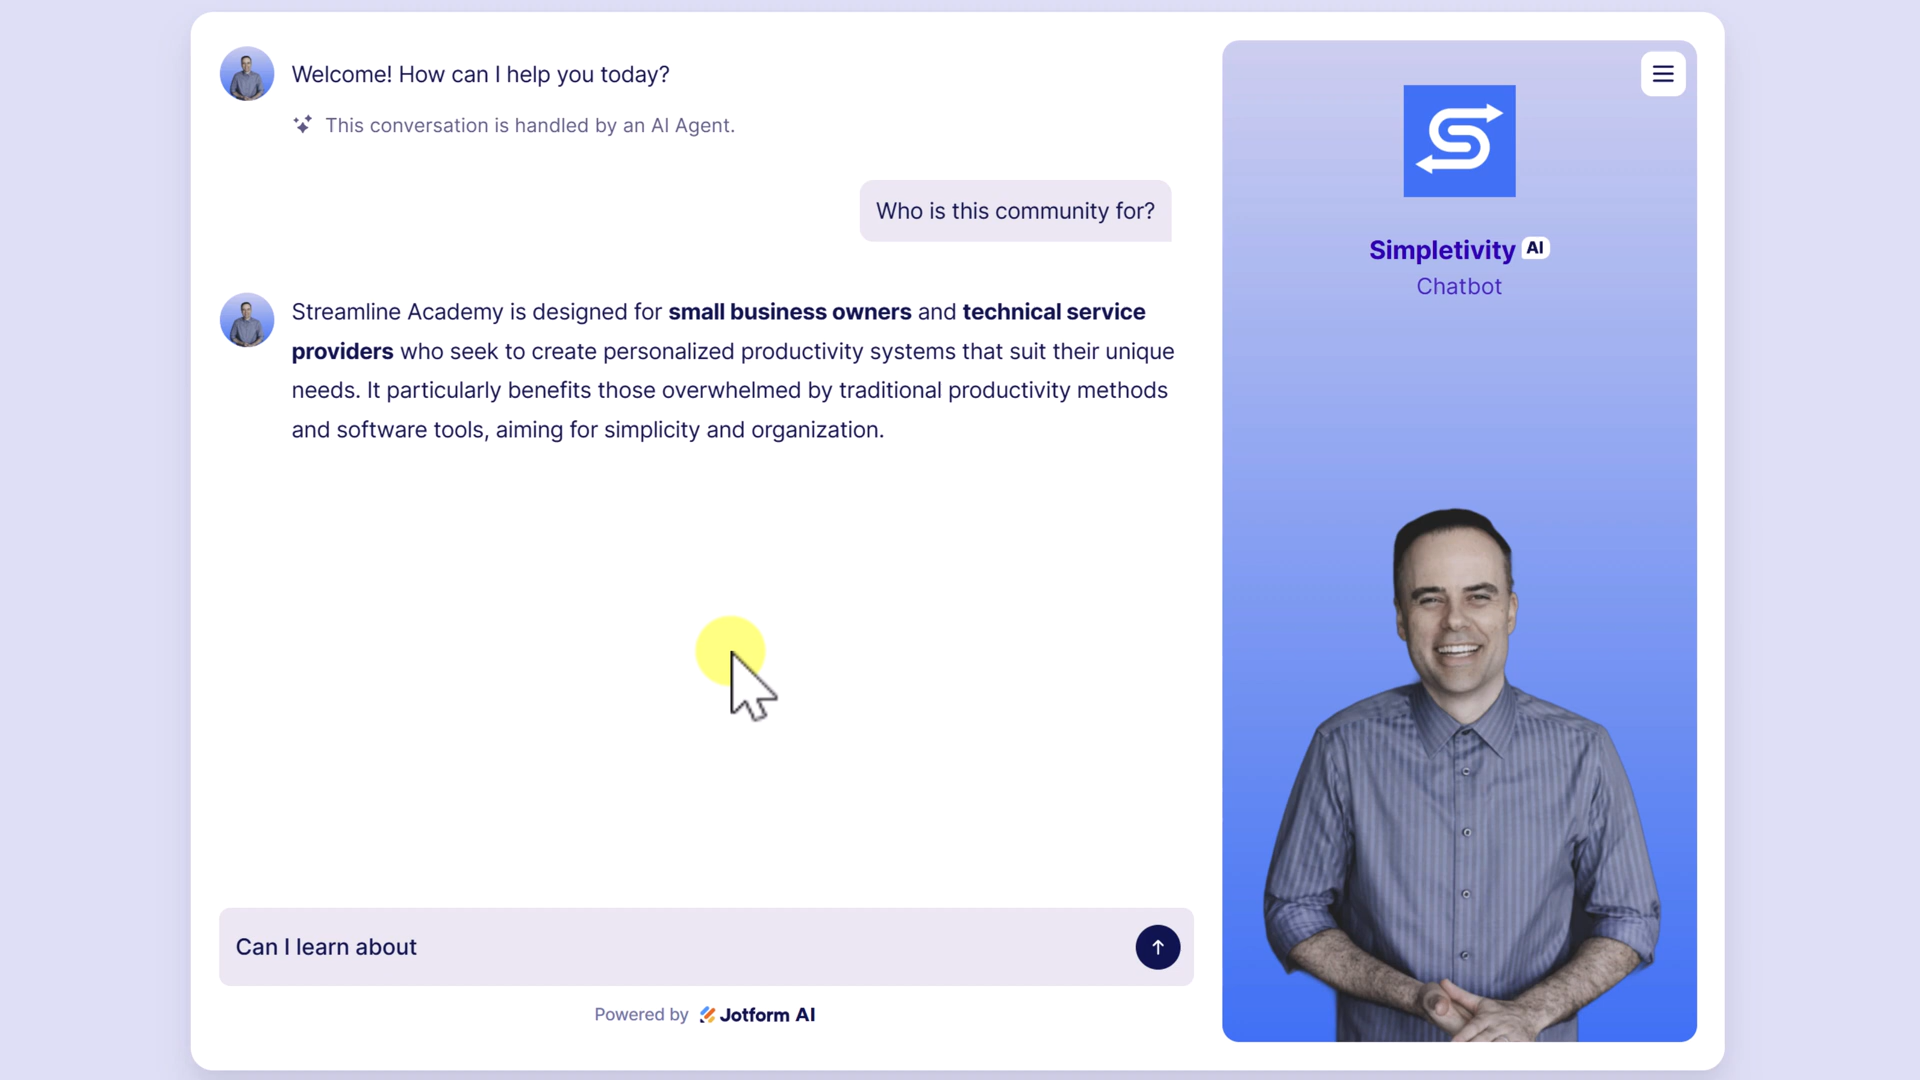 Welcome! How can I help you today?
This conversation is handled by an AI Agent.
Who is this community for?
Streamline Academy is designed for small business owners and technical service
providers who seek to create personalized productivity systems that suit their unique
needs. It particularly benefits those overwhelmed by traditional productivity methods
and software tools, aiming for simplicity and organization.
Can I learn about
Powered by Jotform AI
Simpletivity AI
Chatbot